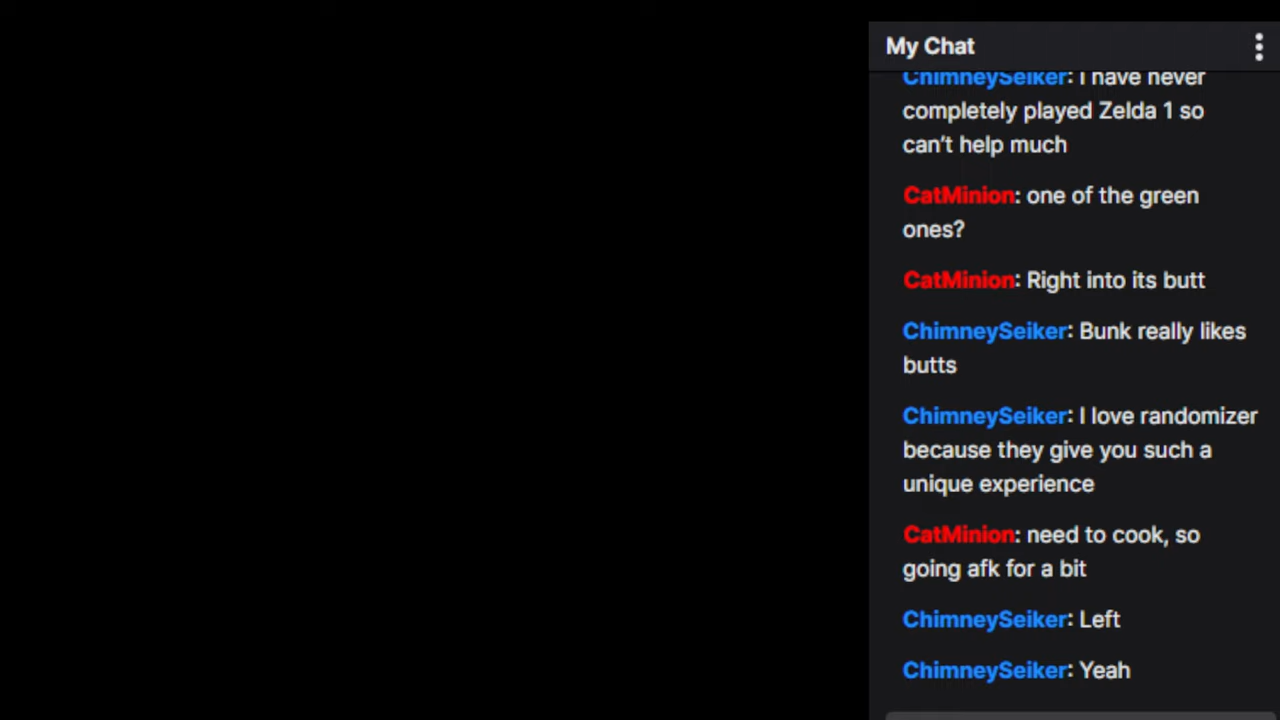 My Chat
ChimneySeiker: I have never
completely played Zelda 1 so
can't help much
CatMinion: one of the green
ones?
CatMinion: Right into its butt
ChimneySeiker: Bunk really likes
butts
ChimneySeiker: I love randomizer
because they give you such a
unique experience
CatMinion: need to cook, so
going afk for a bit
ChimneySeiker: Left
ChimneySeiker: Yeah